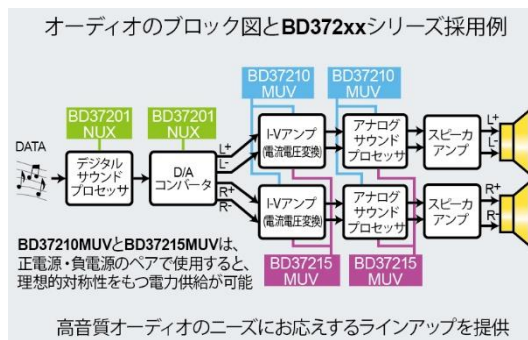 オーディオのブロック図とBD372xxシリーズ採用例
BD37210
MUV
BD37210
MUV
BD37201
NUX
BD37201
NUX
DATA
デジタル
サウンド
プロセッサ
D/A
コンバータ
L+
L-
R+
R-
I-Vアンプ
(電流電圧変換)
アナログ
サウンド
プロセッサ
スピーカ
アンプ
L+
L-
I-Vアンプ
(電流電圧変換)
アナログ
サウンド
プロセッサ
スピーカ
アンプ
R+
R-
BD37215
MUV
BD37215
MUV
BD37210MUVとBD37215MUVは、
正電源・負電源のペアで使用すると、
理想的対称性をもつ電力供給が可能
高音質オーディオのニーズにお応えするラインアップを提供